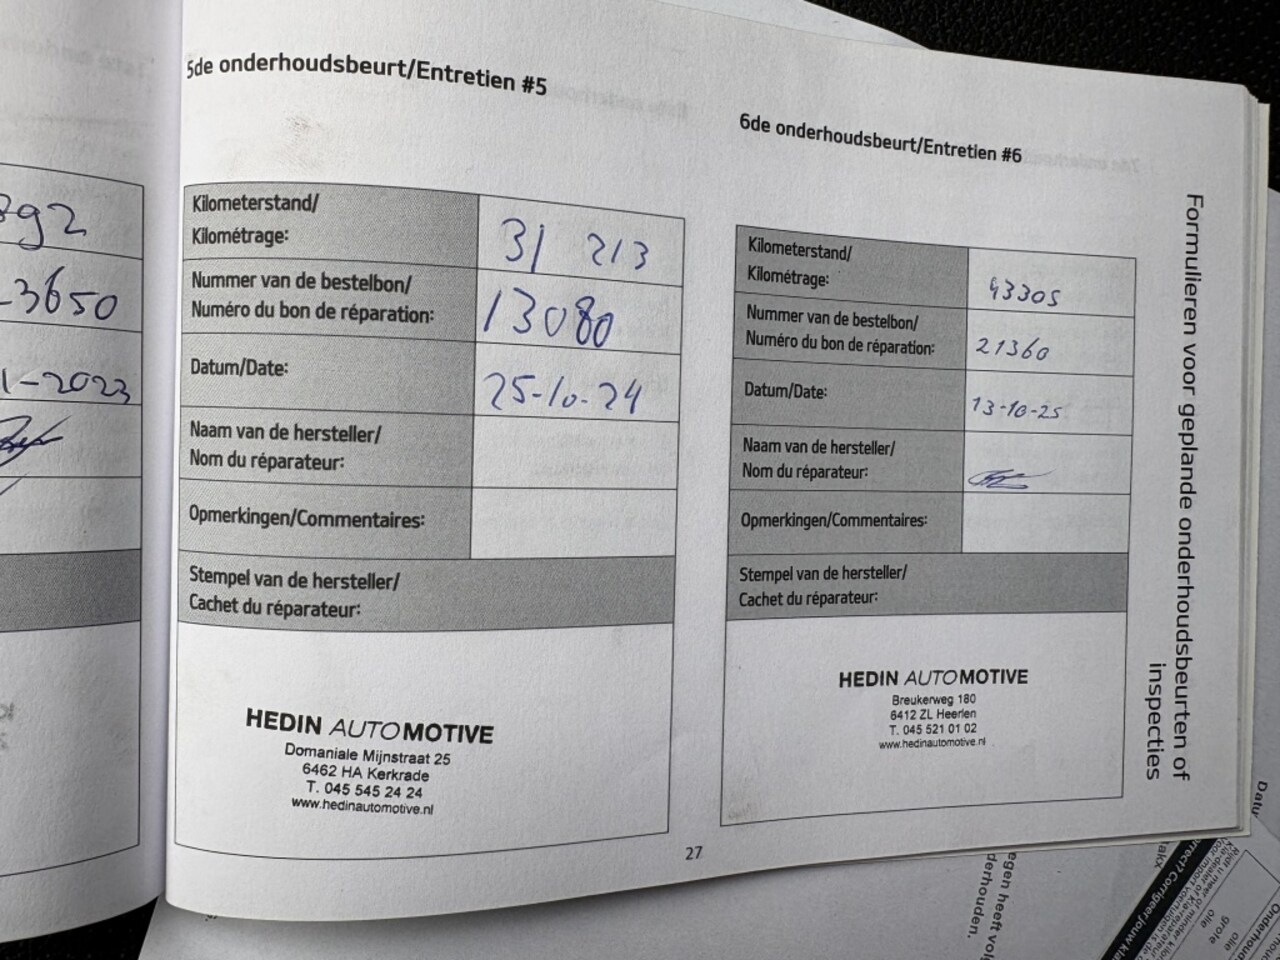 g2
-3650
-2023
5de onderhoudsbeurt/Entretien #5
Kilometerstand/
Kilométrage:
31 213
Nummer van de bestelbon/
Numéro du bon de réparation:
13080
Datum/Date:
25-10-24
Naam van de hersteller/
Nom du réparateur:
Opmerkingen/Commentaires:
Stempel van de hersteller/
Cachet du réparateur:
HEDIN AUTOMOTIVE
Domaniale Mijnstraat 25
6462 HA Kerkrade
T. 045 545 24 24
www.hedinautomotive.nl
6de onderhoudsbeurt/Entretien #6
Kilometerstand/
Kilométrage:
43305
Nummer van de bestelbon/
Numéro du bon de réparation:
21360
Datum/Date:
13-10-25
Naam van de hersteller/
Nom du réparateur:
Opmerkingen/Commentaires:
Stempel van de hersteller/
Cachet du réparateur:
HEDIN AUTOMOTIVE
Breukerweg 180
6412 ZL Heerlen
T. 045 521 01 02
www.hedinautomotive.nl
27
Formulieren voor geplande onderhoudsbeurten of
inspecties
egen heeft
derhouden.
olie
grote